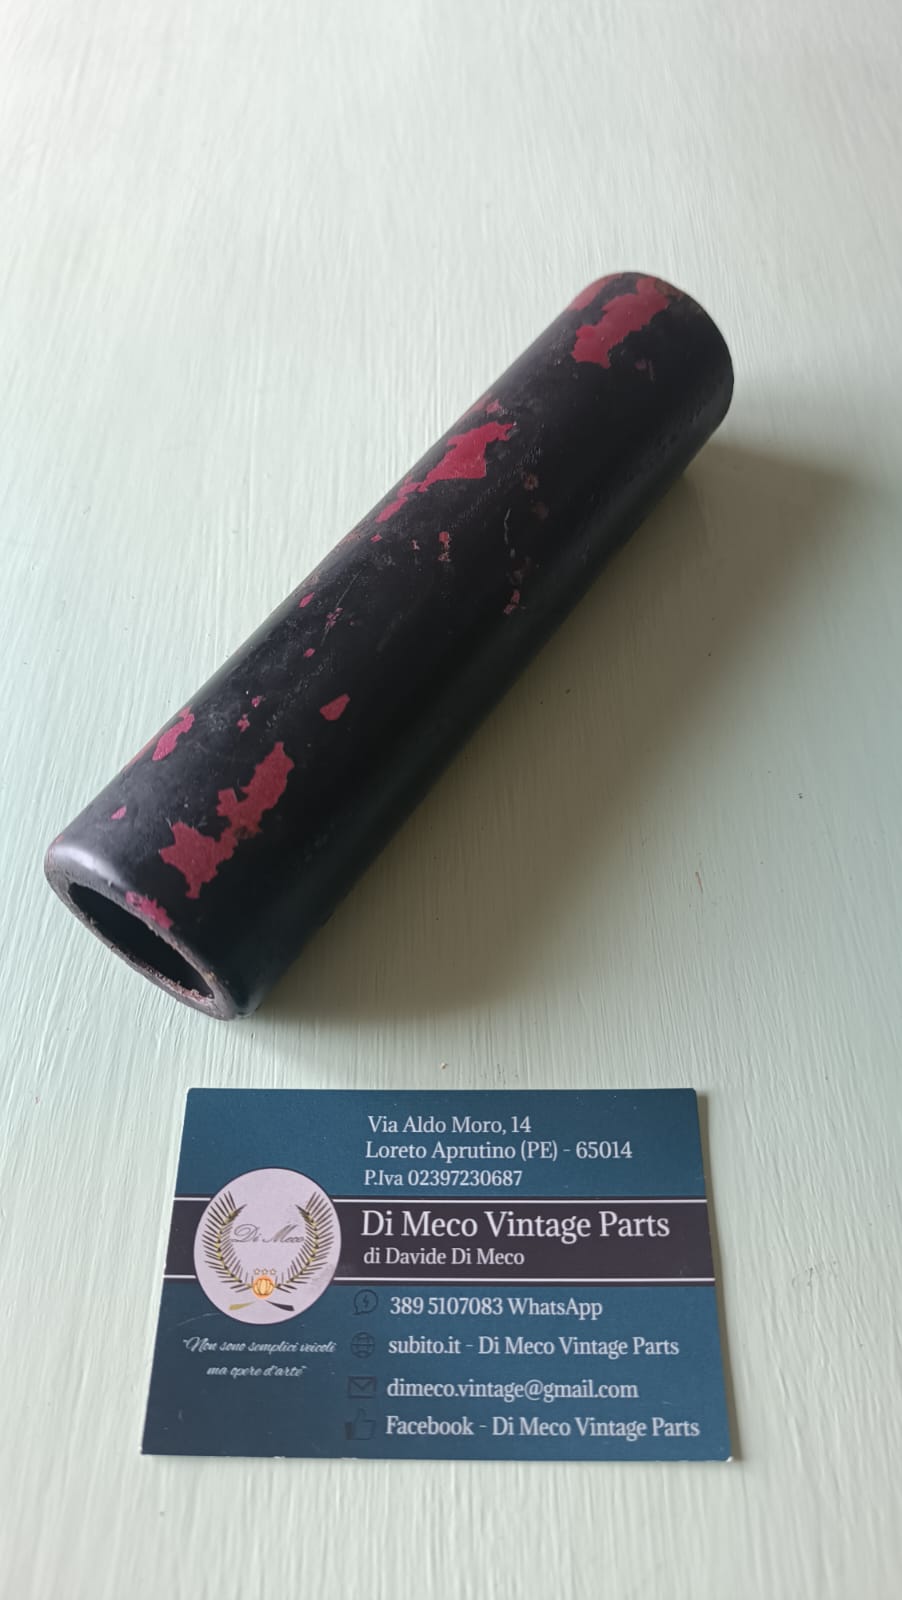 Via Aldo Moro, 14
Loreto Aprutino (PE) - 65014
P.Iva 02397230687
Di Meco Vintage Parts
di Davide Di Meco
Di Meco
389 5107083 WhatsApp
subito.it - Di Meco Vintage Parts
dimeco.vintage@gmail.com
Facebook - Di Meco Vintage Parts
"Non sono semplici veicoli
ma opere d'arte"